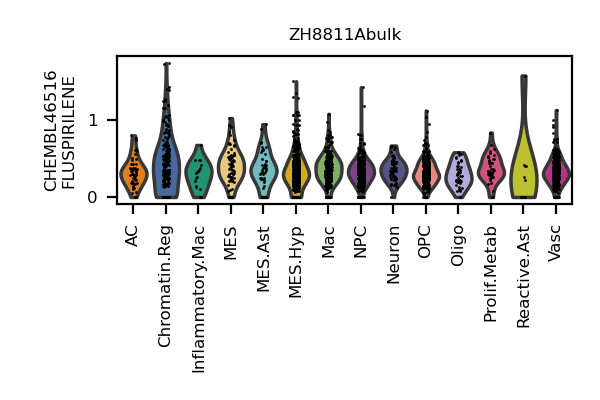 ZH8811Abulk
CHEMBL46516
FLUSPIRILENE
1
0
AC
Chromatin.Reg
Inflammatory.Mac
MES
MES.Ast
MES.Hyp
Mac
NPC
Neuron
OPC
Oligo
Prolif.Metab
Reactive.Ast
Vasc